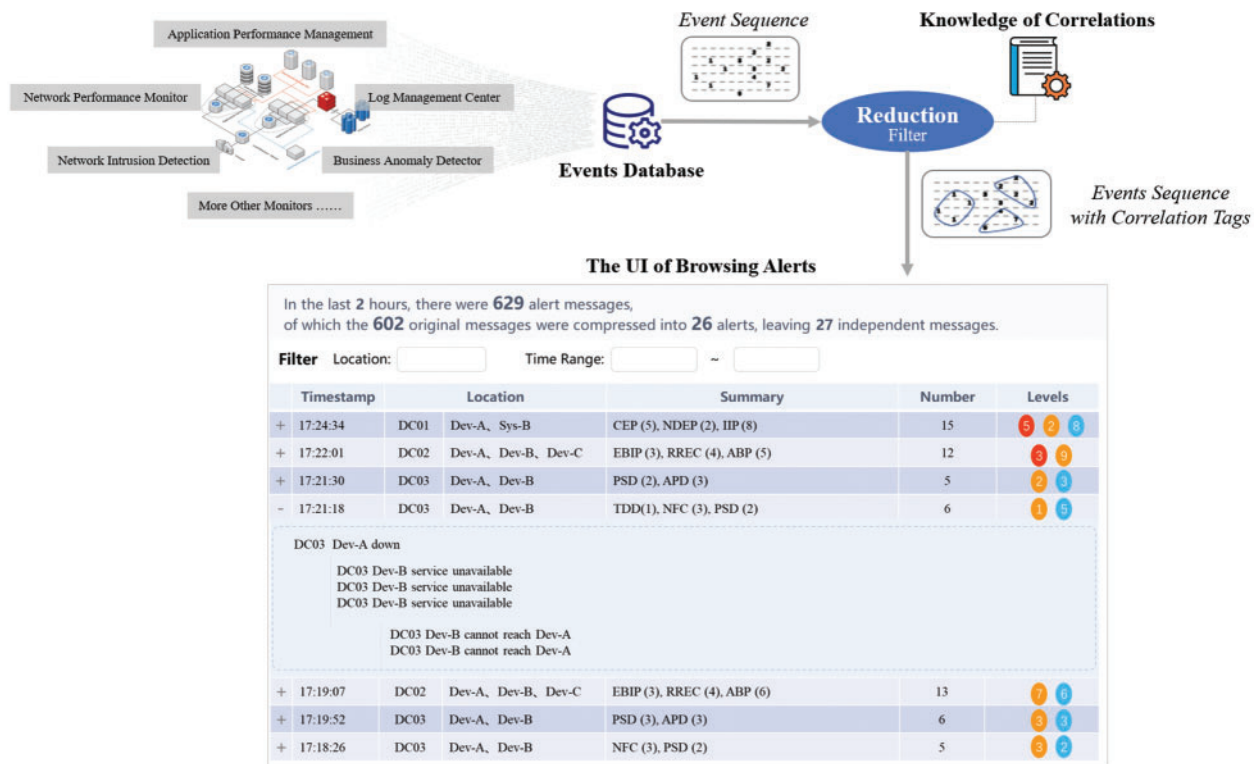 Application Performance Management
Network Performance Monitor
Log Management Center
Network Intrusion Detection
Business Anomaly Detector
More Other Monitors ……
Events Database
Event Sequence
Knowledge of Correlations
Reduction
Filter
Events Sequence
with Correlation Tags
The UI of Browsing Alerts
In the last 2 hours, there were 629 alert messages,
of which the 602 original messages were compressed into 26 alerts, leaving 27 independent messages.
Filter Location: Time Range: ~
Timestamp Location Summary Number Levels
+ 17:24:34 DC01 Dev-A、Sys-B CEP (5), NDEP (2), IIP (8) 15 5 2 8
+ 17:22:01 DC02 Dev-A、Dev-B、Dev-C EBIP (3), RREC (4), ABP (5) 12 3 9
+ 17:21:30 DC03 Dev-A、Dev-B PSD (2), APD (3) 5 2 3
- 17:21:18 DC03 Dev-A、Dev-B TDD(1), NFC (3), PSD (2) 6 1 5
DC03 Dev-A down
DC03 Dev-B service unavailable
DC03 Dev-B service unavailable
DC03 Dev-B service unavailable
DC03 Dev-B cannot reach Dev-A
DC03 Dev-B cannot reach Dev-A
+ 17:19:07 DC02 Dev-A、Dev-B、Dev-C EBIP (3), RREC (4), ABP (6) 13 7 6
+ 17:19:52 DC03 Dev-A、Dev-B PSD (3), APD (3) 6 3 3
+ 17:18:26 DC03 Dev-A、Dev-B NFC (3), PSD (2) 5 3 2